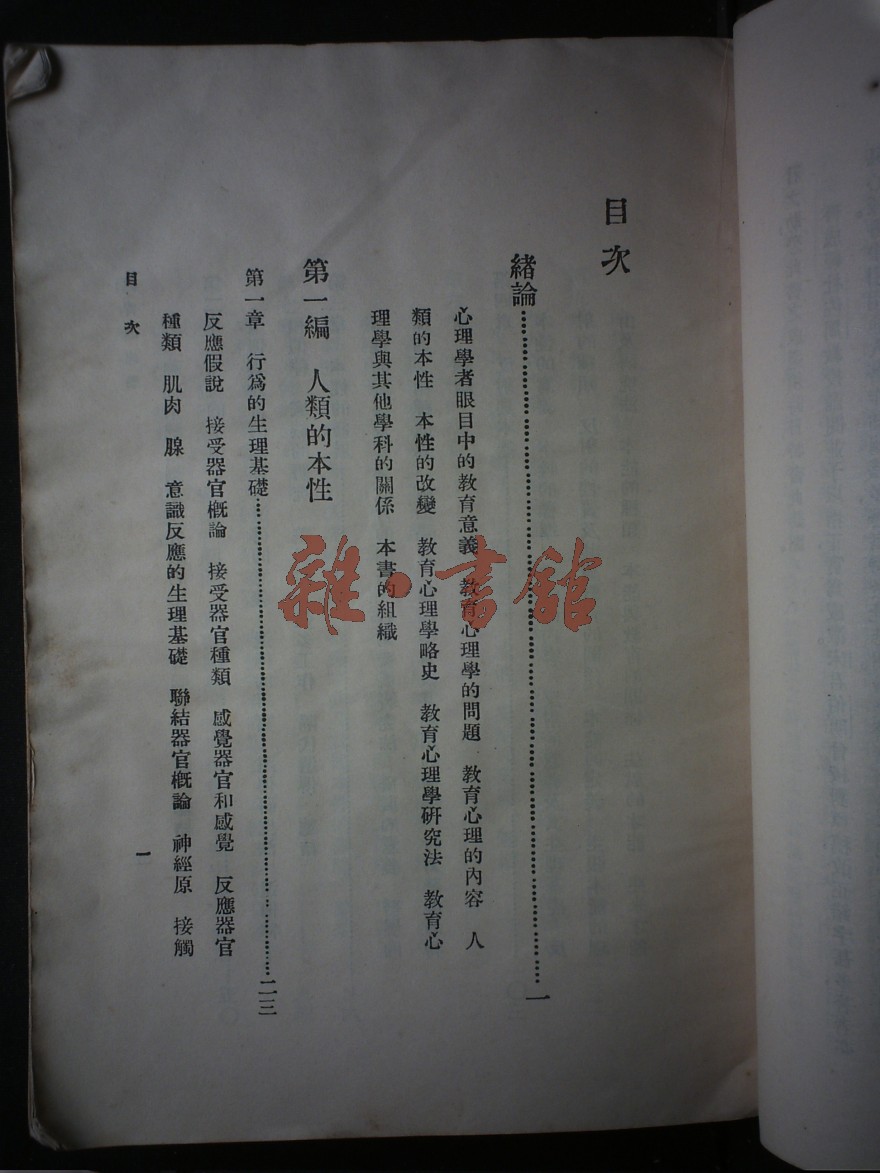 目次
緒論……………………………一
心理學者眼目中的教育意義　教育心理學的問題　教育心理的內容　人
類的本性　本性的改變　教育心理學略史　教育心理學研究法　教育心
理學與其他學科的關係　本書的組織
第一編　人類的本性
第一章　行爲的生理基礎……………………………二三
反應假說　接受器官概論　接受器官種類　感覺器官和感覺　反應器官
種類　肌肉　腺　意識反應的生理基礎　聯結器官概論　神經原　接觸
目次
一
雜·書館